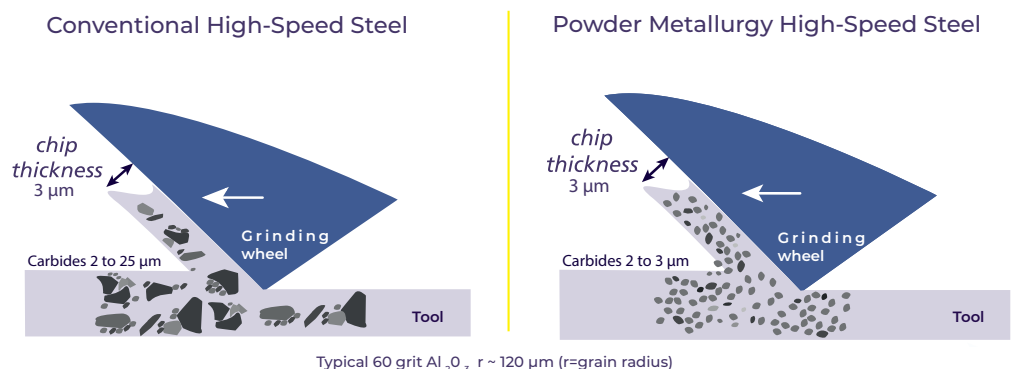 Conventional High-Speed Steel
Powder Metallurgy High-Speed Steel
chip
thickness
3 µm
Grinding
wheel
Carbides 2 to 25 µm
Tool
chip
thickness
3 µm
Grinding
wheel
Carbides 2 to 3 µm
Tool
Typical 60 grit Al ₂0 ₃ r ~ 120 µm (r=grain radius)